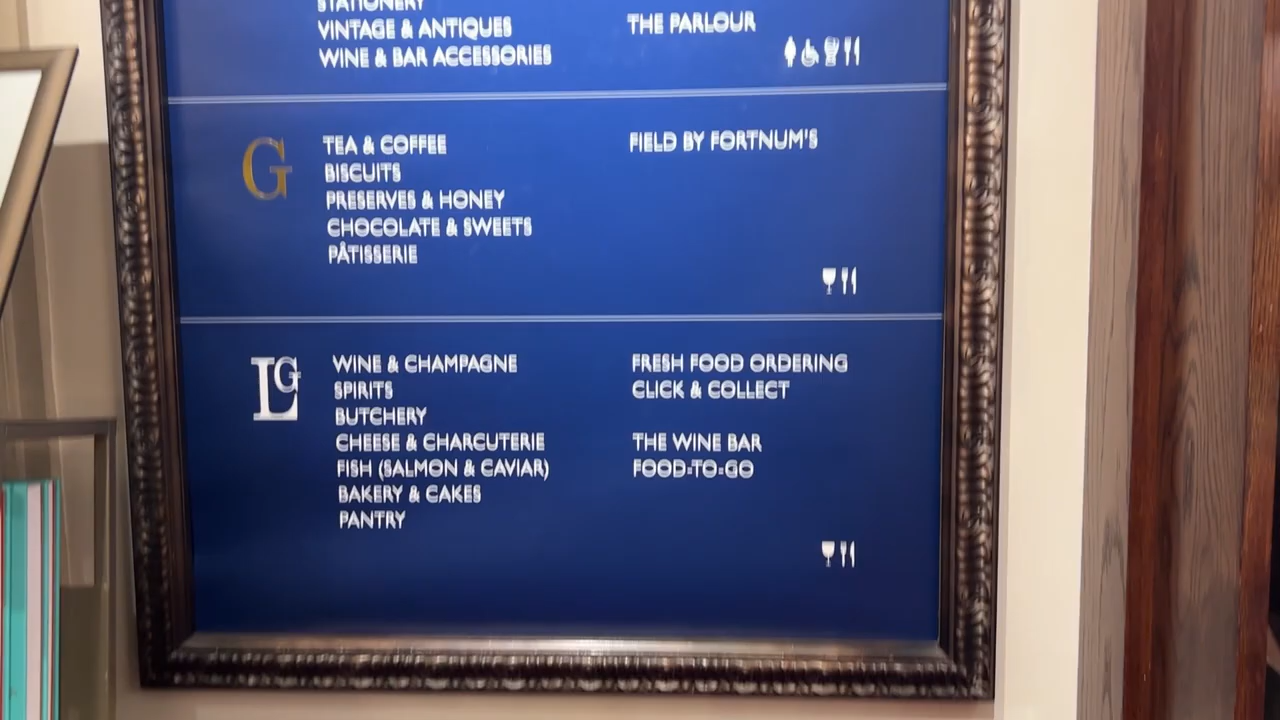 STATIONERY
VINTAGE & ANTIQUES
WINE & BAR ACCESSORIES
THE PARLOUR
G
TEA & COFFEE
BISCUITS
PRESERVES & HONEY
CHOCOLATE & SWEETS
PÂTISSERIE
FIELD BY FORTNUM'S
LG
WINE & CHAMPAGNE
SPIRITS
BUTCHERY
CHEESE & CHARCUTERIE
FISH (SALMON & CAVIAR)
BAKERY & CAKES
PANTRY
FRESH FOOD ORDERING
CLICK & COLLECT
THE WINE BAR
FOOD-TO-GO